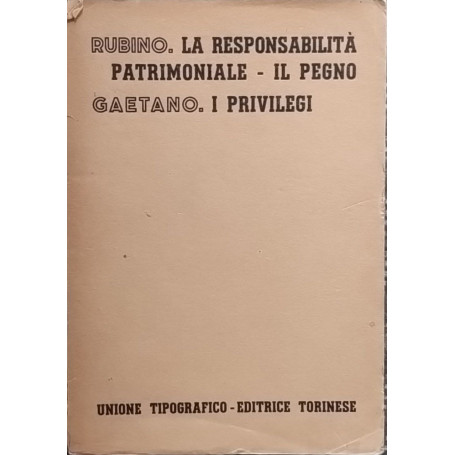 RUBINO. LA RESPONSABILITÀ
PATRIMONIALE - IL PEGNO
GAETANO. I PRIVILEGI
UNIONE TIPOGRAFICO-EDITRICE TORINESE